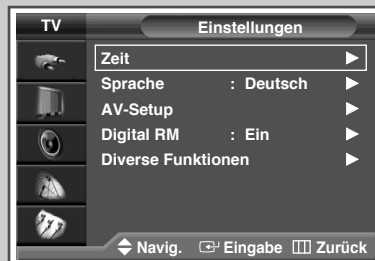 TV
Einstellungen
Zeit
Sprache : Deutsch
AV-Setup
Digital RM : Ein
Diverse Funktionen
Navig. Eingabe Zurück